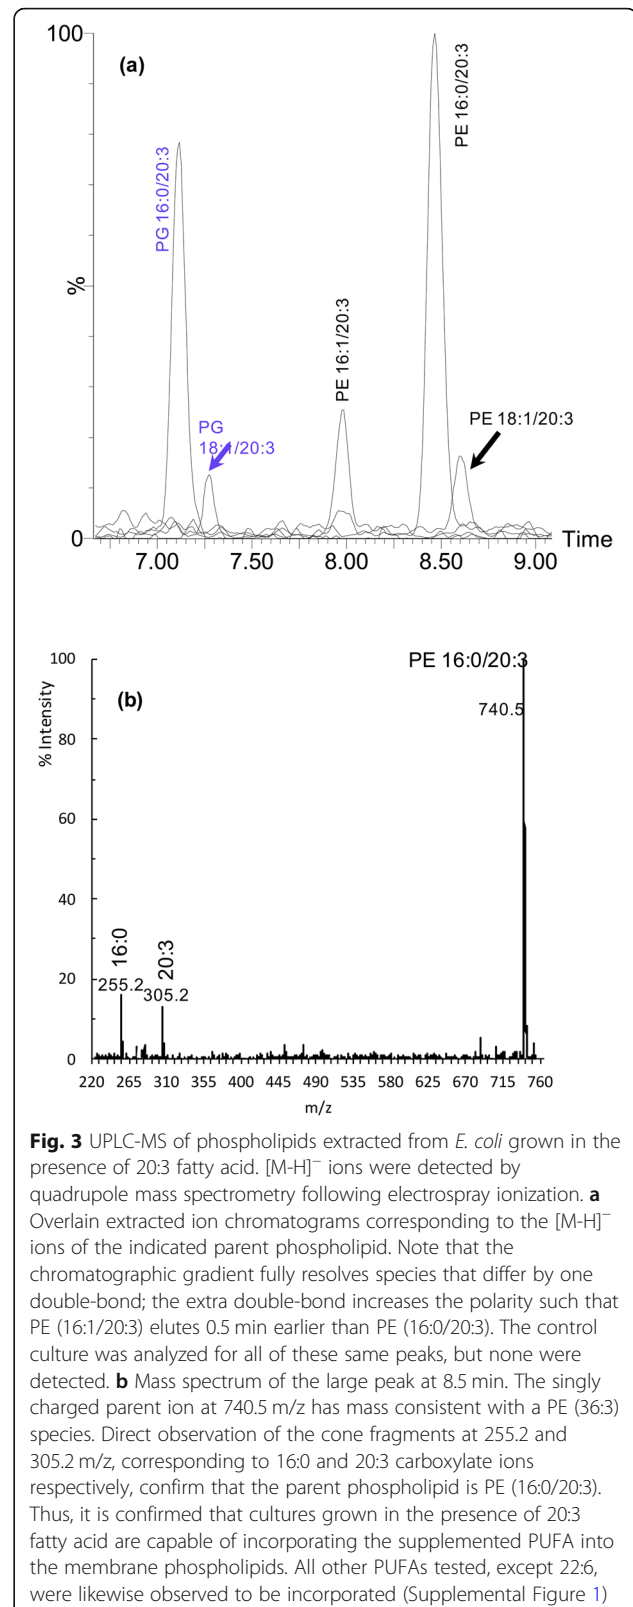 100
(a)
PG 16:0/20:3
PE 16:0/20:3
%
PE 16:1/20:3
PG
18:1/20:3
PE 18:1/20:3
0
7.00 7.50 8.00 8.50 9.00 Time
PE 16:0/20:3
100
(b)
740.5
% Intensity
80
60
40
16:0
20:3
20
255.2
305.2
0
220 265 310 355 400 445 490 535 580 625 670 715 760
m/z
Fig. 3 UPLC-MS of phospholipids extracted from E. coli grown in the
presence of 20:3 fatty acid. [M-H]⁻ ions were detected by
quadrupole mass spectrometry following electrospray ionization. a
Overlain extracted ion chromatograms corresponding to the [M-H]⁻
ions of the indicated parent phospholipid. Note that the
chromatographic gradient fully resolves species that differ by one
double-bond; the extra double-bond increases the polarity such that
PE (16:1/20:3) elutes 0.5 min earlier than PE (16:0/20:3). The control
culture was analyzed for all of these same peaks, but none were
detected. b Mass spectrum of the large peak at 8.5 min. The singly
charged parent ion at 740.5 m/z has mass consistent with a PE (36:3)
species. Direct observation of the cone fragments at 255.2 and
305.2 m/z, corresponding to 16:0 and 20:3 carboxylate ions
respectively, confirm that the parent phospholipid is PE (16:0/20:3).
Thus, it is confirmed that cultures grown in the presence of 20:3
fatty acid are capable of incorporating the supplemented PUFA into
the membrane phospholipids. All other PUFAs tested, except 22:6,
were likewise observed to be incorporated (Supplemental Figure 1)